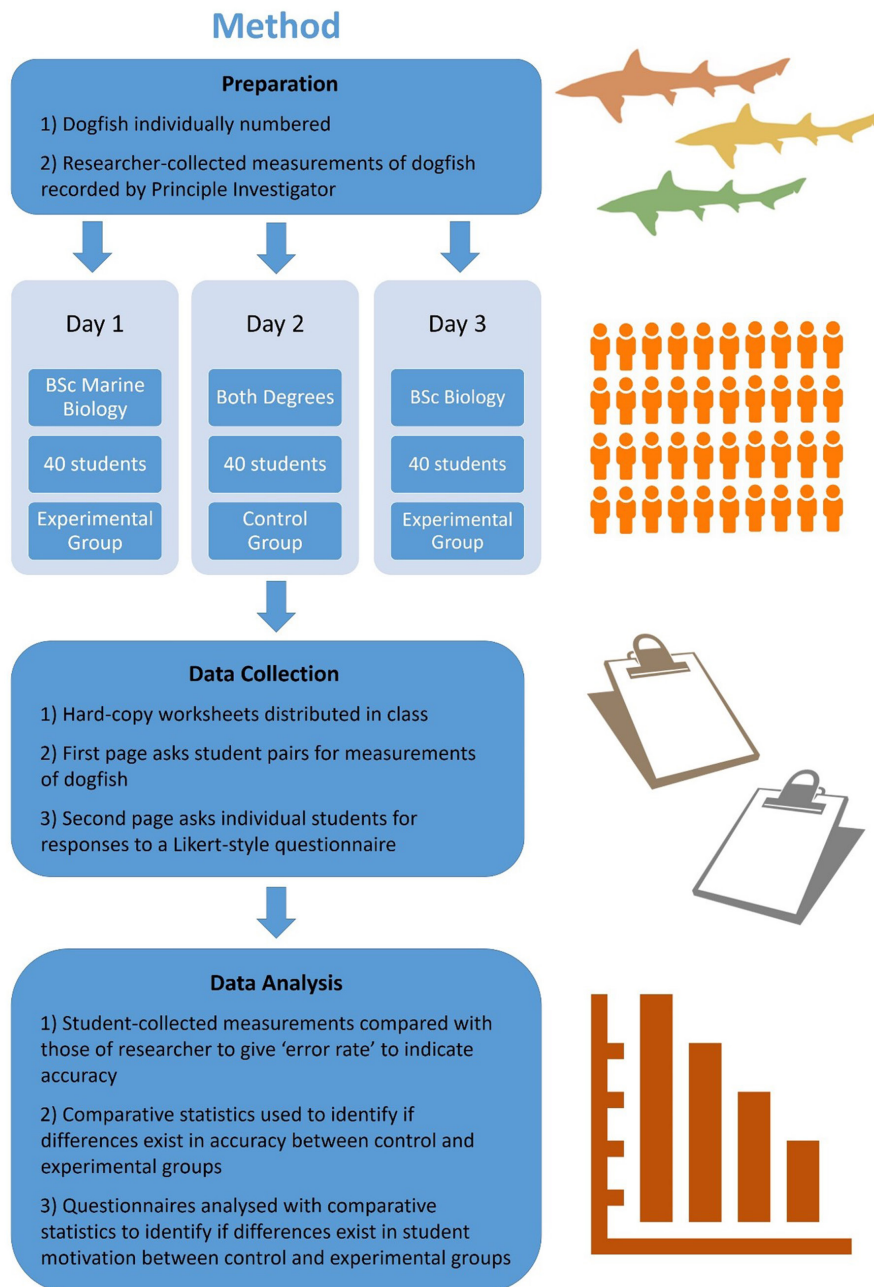 Method
Preparation
1) Dogfish individually numbered
2) Researcher-collected measurements of dogfish
recorded by Principle Investigator
Day 1
BSc Marine
Biology
40 students
Experimental
Group
Day 2
Both Degrees
40 students
Control
Group
Day 3
BSc Biology
40 students
Experimental
Group
Data Collection
1) Hard-copy worksheets distributed in class
2) First page asks student pairs for measurements
of dogfish
3) Second page asks individual students for
responses to a Likert-style questionnaire
Data Analysis
1) Student-collected measurements compared with
those of researcher to give ‘error rate’ to indicate
accuracy
2) Comparative statistics used to identify if
differences exist in accuracy between control and
experimental groups
3) Questionnaires analysed with comparative
statistics to identify if differences exist in student
motivation between control and experimental groups